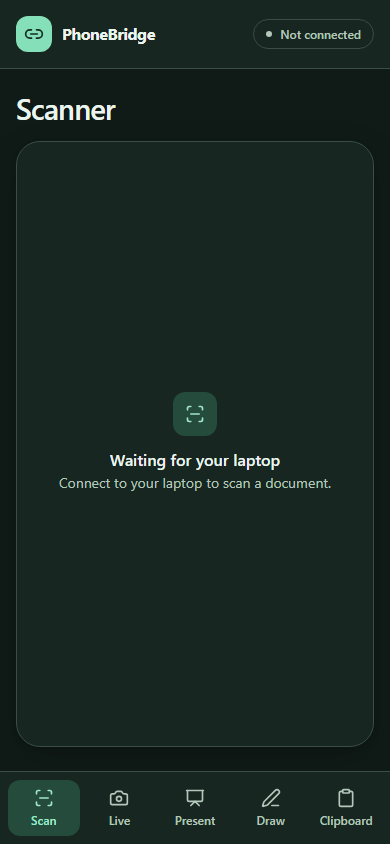 PhoneBridge
Not connected
Scanner
Waiting for your laptop
Connect to your laptop to scan a document.
Scan
Live
Present
Draw
Clipboard